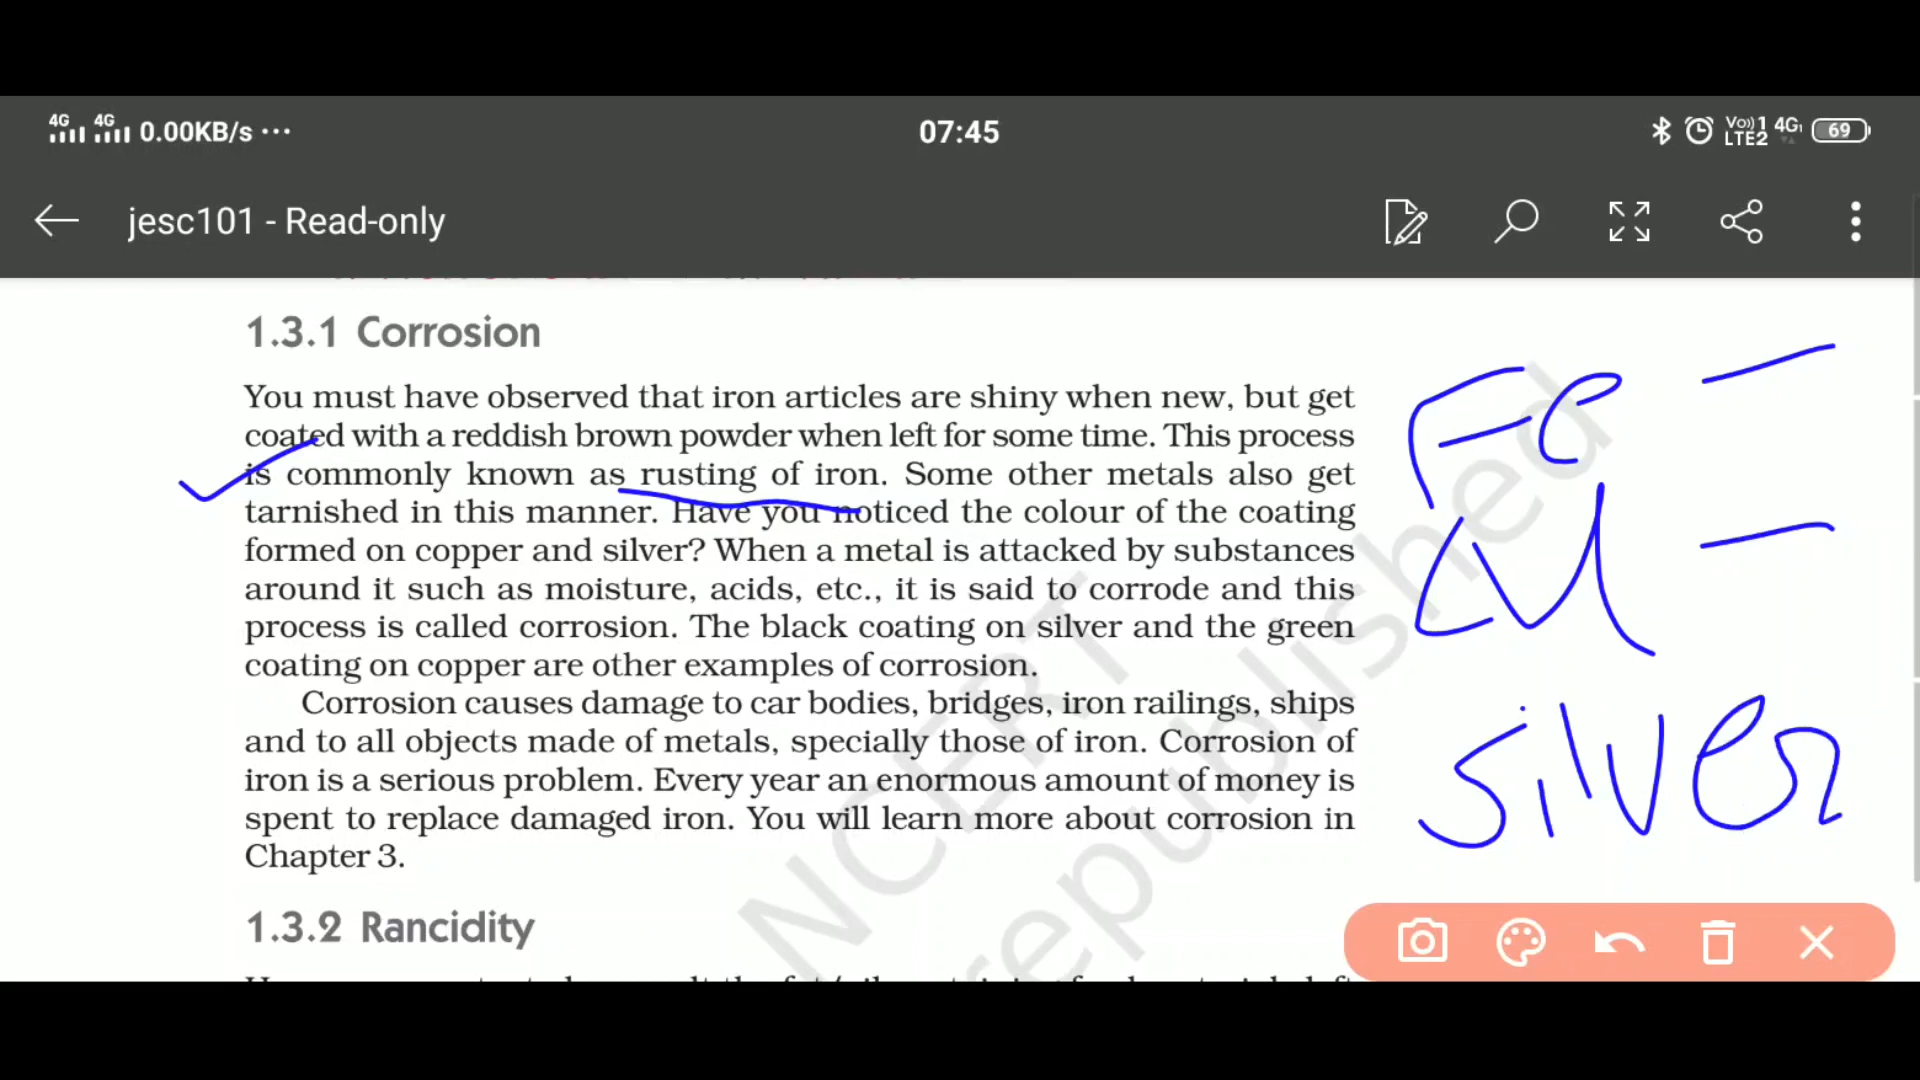 4G 4G 0.00KB/s ... 07:45 Vo)) 1 LTE2 4G 69
jesc101 - Read-only
1.3.1 Corrosion
You must have observed that iron articles are shiny when new, but get
coated with a reddish brown powder when left for some time. This process
is commonly known as rusting of iron. Some other metals also get
tarnished in this manner. Have you noticed the colour of the coating
formed on copper and silver? When a metal is attacked by substances
around it such as moisture, acids, etc., it is said to corrode and this
process is called corrosion. The black coating on silver and the green
coating on copper are other examples of corrosion.
Corrosion causes damage to car bodies, bridges, iron railings, ships
and to all objects made of metals, specially those of iron. Corrosion of
iron is a serious problem. Every year an enormous amount of money is
spent to replace damaged iron. You will learn more about corrosion in
Chapter 3.
1.3.2 Rancidity
Fe —
Cu —
Silver
NCERT
republished